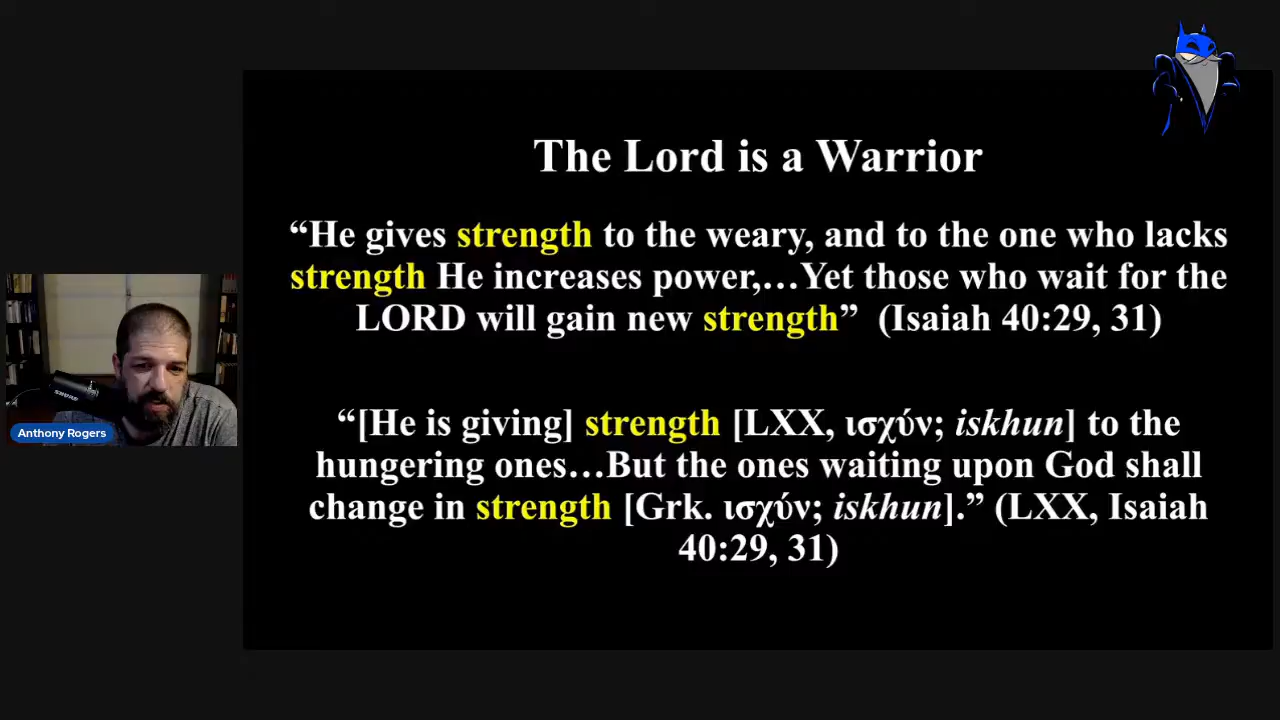 The Lord is a Warrior
“He gives strength to the weary, and to the one who lacks
strength He increases power,…Yet those who wait for the
LORD will gain new strength” (Isaiah 40:29, 31)
“[He is giving] strength [LXX, ισχύν; iskhun] to the
hungering ones…But the ones waiting upon God shall
change in strength [Grk. ισχύν; iskhun].” (LXX, Isaiah
40:29, 31)
Anthony Rogers